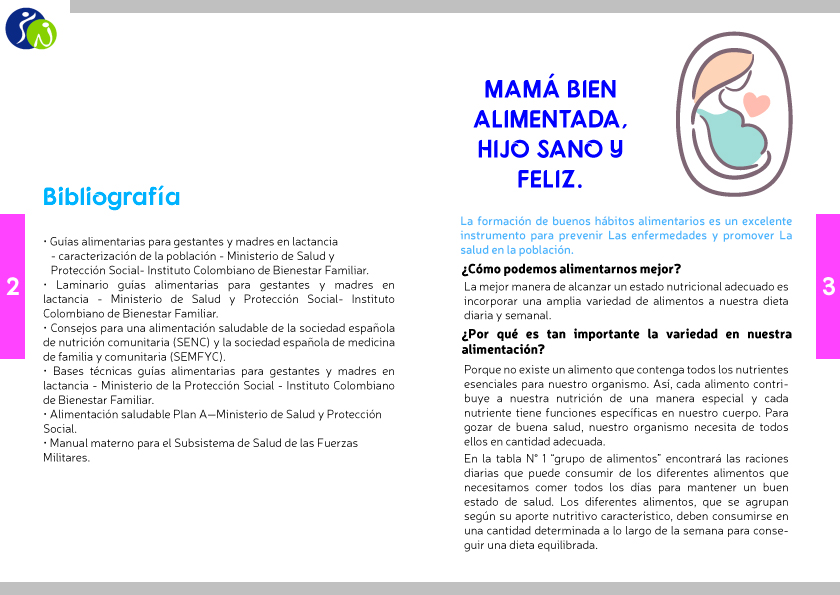 Bibliografía
• Guías alimentarias para gestantes y madres en lactancia
- caracterización de la población - Ministerio de Salud y
Protección Social- Instituto Colombiano de Bienestar Familiar.
• Laminario guías alimentarias para gestantes y madres en
lactancia - Ministerio de Salud y Protección Social- Instituto
Colombiano de Bienestar Familiar.
• Consejos para una alimentación saludable de la sociedad española
de nutrición comunitaria (SENC) y la sociedad española de medicina
de familia y comunitaria (SEMFYC).
• Bases técnicas guías alimentarias para gestantes y madres en
lactancia - Ministerio de la Protección Social - Instituto Colombiano
de Bienestar Familiar.
• Alimentación saludable Plan A—Ministerio de Salud y Protección
Social.
• Manual materno para el Subsistema de Salud de las Fuerzas
Militares.
2
MAMÁ BIEN
ALIMENTADA,
HIJO SANO Y
FELIZ.
La formación de buenos hábitos alimentarios es un excelente
instrumento para prevenir Las enfermedades y promover La
salud en la población.
¿Cómo podemos alimentarnos mejor?
La mejor manera de alcanzar un estado nutricional adecuado es
incorporar una amplia variedad de alimentos a nuestra dieta
diaria y semanal.
¿Por qué es tan importante la variedad en nuestra
alimentación?
Porque no existe un alimento que contenga todos los nutrientes
esenciales para nuestro organismo. Así, cada alimento contri-
buye a nuestra nutrición de una manera especial y cada
nutriente tiene funciones específicas en nuestro cuerpo. Para
gozar de buena salud, nuestro organismo necesita de todos
ellos en cantidad adecuada.
En la tabla N° 1 “grupo de alimentos” encontrará las raciones
diarias que puede consumir de los diferentes alimentos que
necesitamos comer todos los días para mantener un buen
estado de salud. Los diferentes alimentos, que se agrupan
según su aporte nutritivo característico, deben consumirse en
una cantidad determinada a lo largo de la semana para conse-
guir una dieta equilibrada.
3